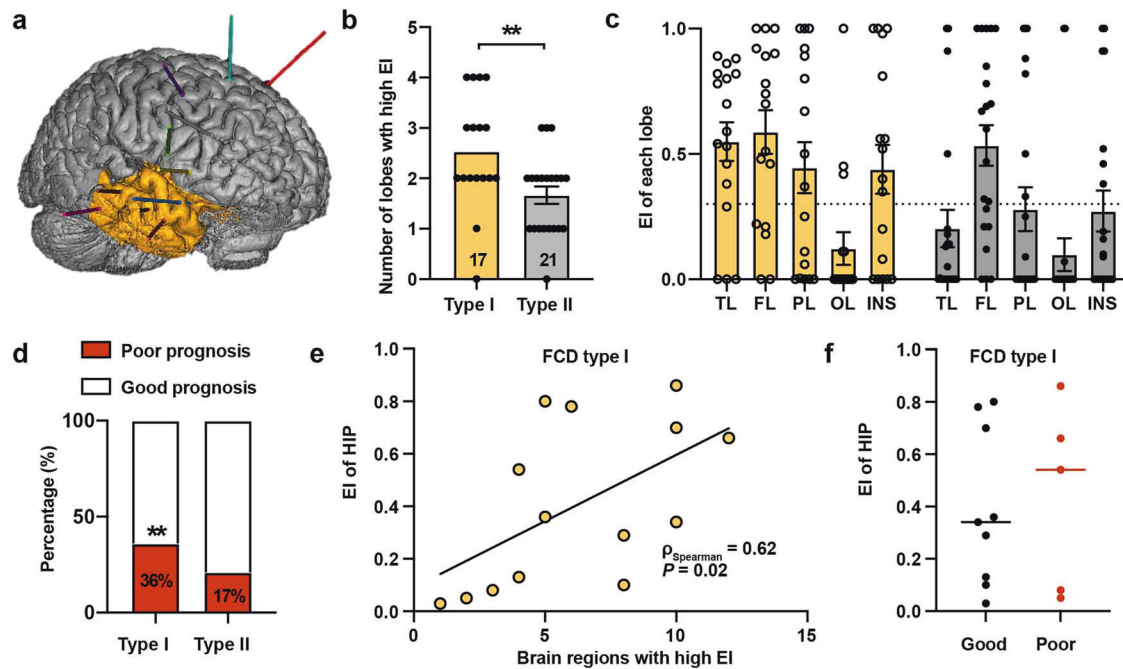 a
b
**
Number of lobes wth high EI
5
4
3
2
1
0
17
21
Type I
Type II
c
EI of each lobe
1.0
0.5
0.0
TL
FL
PL
OL
INS
TL
FL
PL
OL
INS
d
Poor prognosis
Good prognosis
Percentage (%)
100
50
0
**
36%
17%
Type I
Type II
e
FCD type I
EI of HIP
1.0
0.8
0.6
0.4
0.2
0.0
ρSpearman = 0.62
P = 0.02
0
5
10
15
Brain regions with high EI
f
FCD type I
EI of HIP
1.0
0.8
0.6
0.4
0.2
0.0
Good
Poor